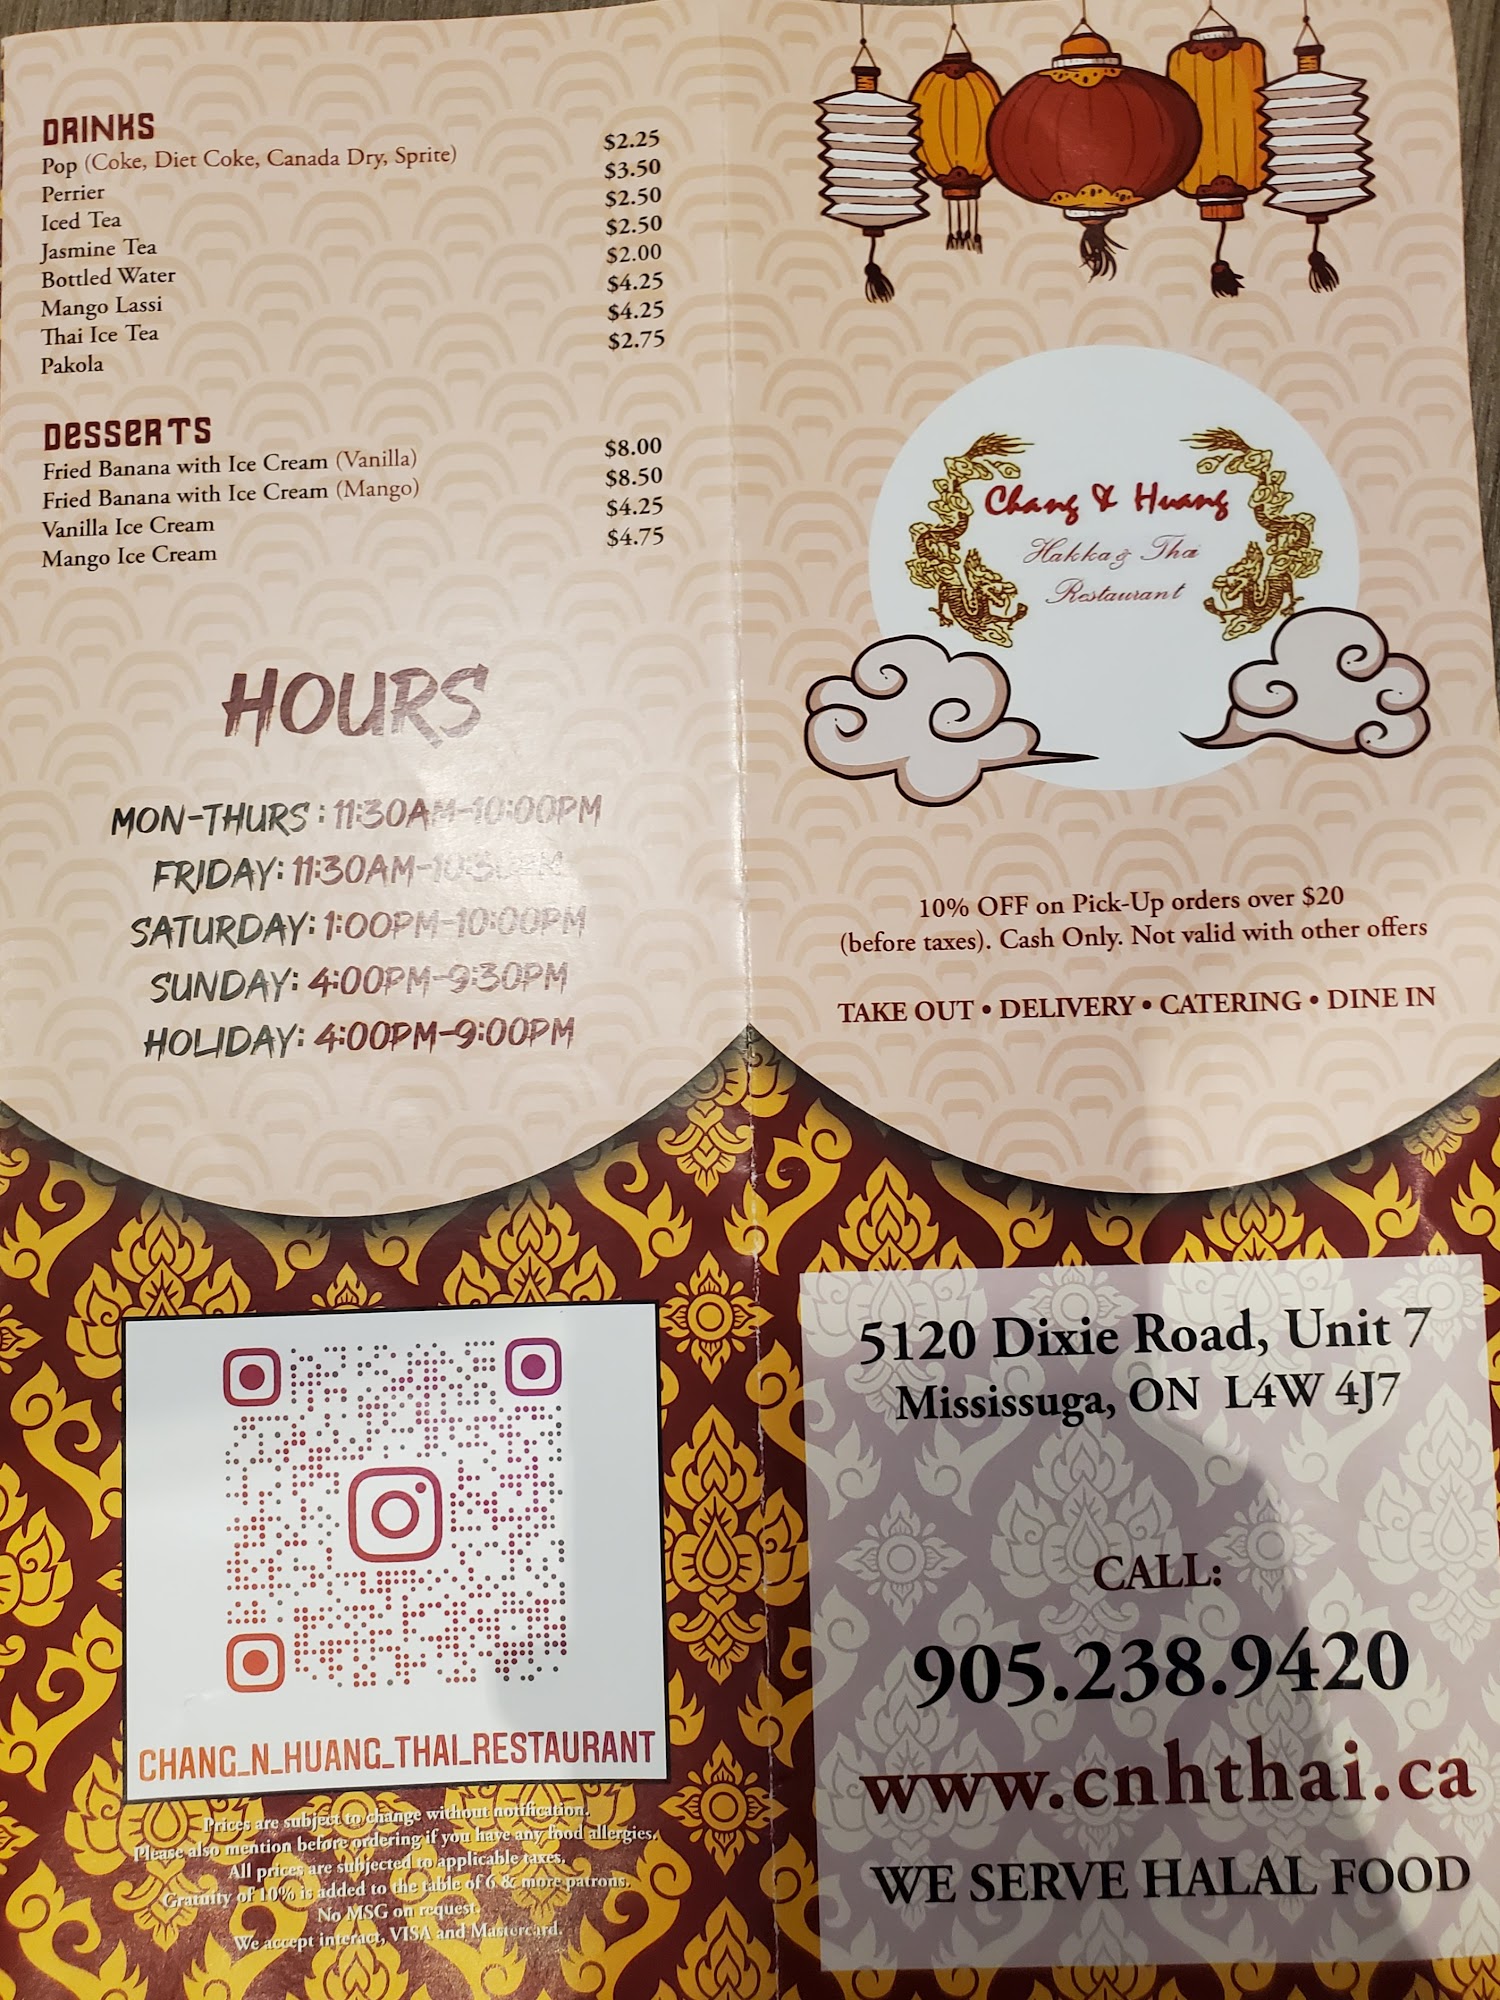 DRINKS
Pop (Coke, Diet Coke, Canada Dry, Sprite) $2.25
Perrier $3.50
Iced Tea $2.50
Jasmine Tea $2.50
Bottled Water $2.00
Mango Lassi $4.25
Thai Ice Tea $4.25
Pakola $2.75
DESSERTS
Fried Banana with Ice Cream (Vanilla) $8.00
Fried Banana with Ice Cream (Mango) $8.50
Vanilla Ice Cream $4.25
Mango Ice Cream $4.75
HOURS
MON-THURS : 11:30AM-10:00PM
FRIDAY: 11:30AM-10:30PM
SATURDAY: 1:00PM-10:00PM
SUNDAY: 4:00PM-9:30PM
HOLIDAY: 4:00PM-9:00PM
CHANG_N_HUANG_THAI_RESTAURANT
Prices are subject to change without notification.
Please also mention before ordering if you have any food allergies.
All prices are subjected to applicable taxes.
Gratuity of 10% is added to the table of 6 & more patrons.
No MSG on request.
We accept interact, VISA and Mastercard.
Chang & Huang
Hakka & Thai
Restaurant
10% OFF on Pick-Up orders over $20
(before taxes). Cash Only. Not valid with other offers
TAKE OUT • DELIVERY • CATERING • DINE IN
5120 Dixie Road, Unit 7
Mississuga, ON L4W 4J7
CALL:
905.238.9420
www.cnhthai.ca
WE SERVE HALAL FOOD